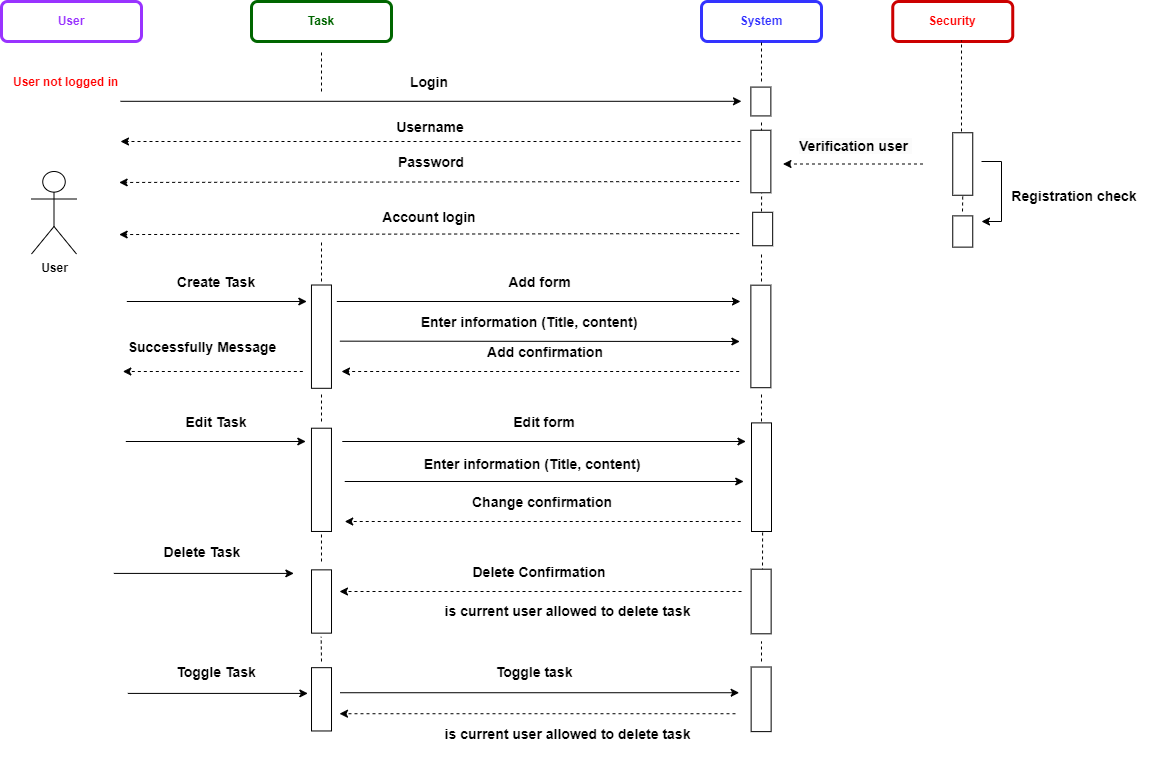 User
Task
System
Security
User not logged in
Login
Username
Verification user
Password
Registration check
Account login
User
Create Task
Add form
Enter information (Title, content)
Successfully Message
Add confirmation
Edit Task
Edit form
Enter information (Title, content)
Change confirmation
Delete Task
Delete Confirmation
is current user allowed to delete task
Toggle Task
Toggle task
is current user allowed to delete task